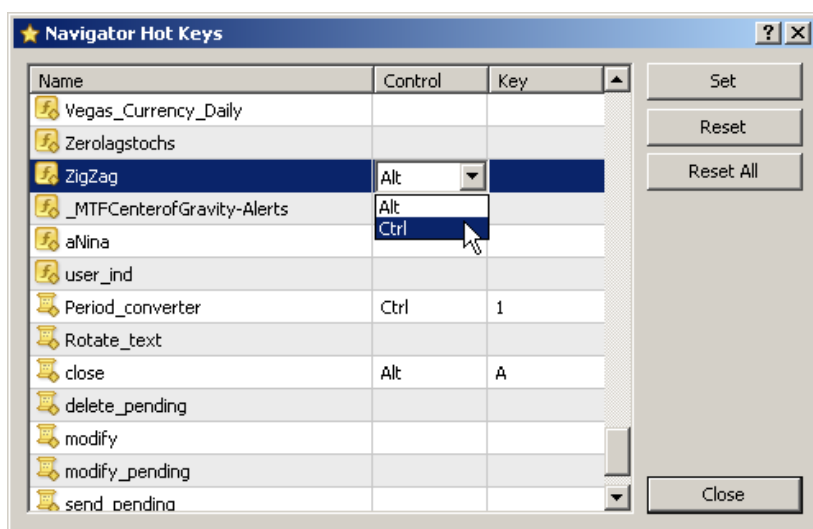 Navigator Hot Keys
Name Control Key
Set
Vegas_Currency_Daily
Reset
Zerolagstochs
ZigZag Alt
Reset All
_MTFCenterofGravity-Alerts Alt
Ctrl
aNina
user_ind
Period_converter Ctrl 1
Rotate_text
close Alt A
delete_pending
modify
modify_pending
send_pending
Close